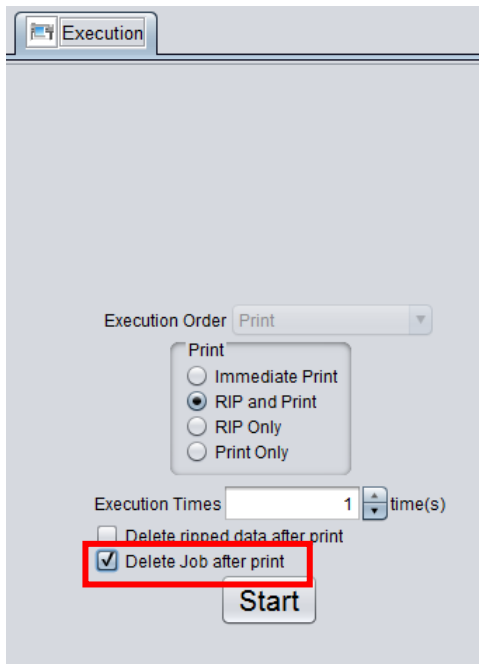 Execution
Execution Order Print
Print
Immediate Print
RIP and Print
RIP Only
Print Only
Execution Times 1 time(s)
Delete ripped data after print
Delete Job after print
Start